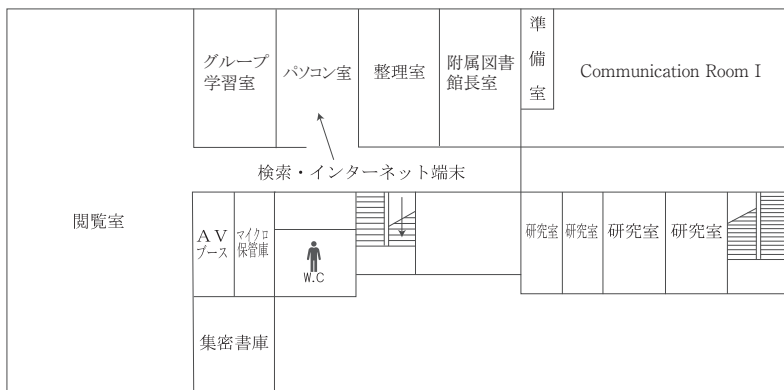 グループ
学習室
パソコン室
整理室
附属図書
館長室
準備室
Communication Room I
検索・インターネット端末
閲覧室
AV
ブース
マイクロ
保管庫
W.C
研究室
研究室
研究室
研究室
集密書庫